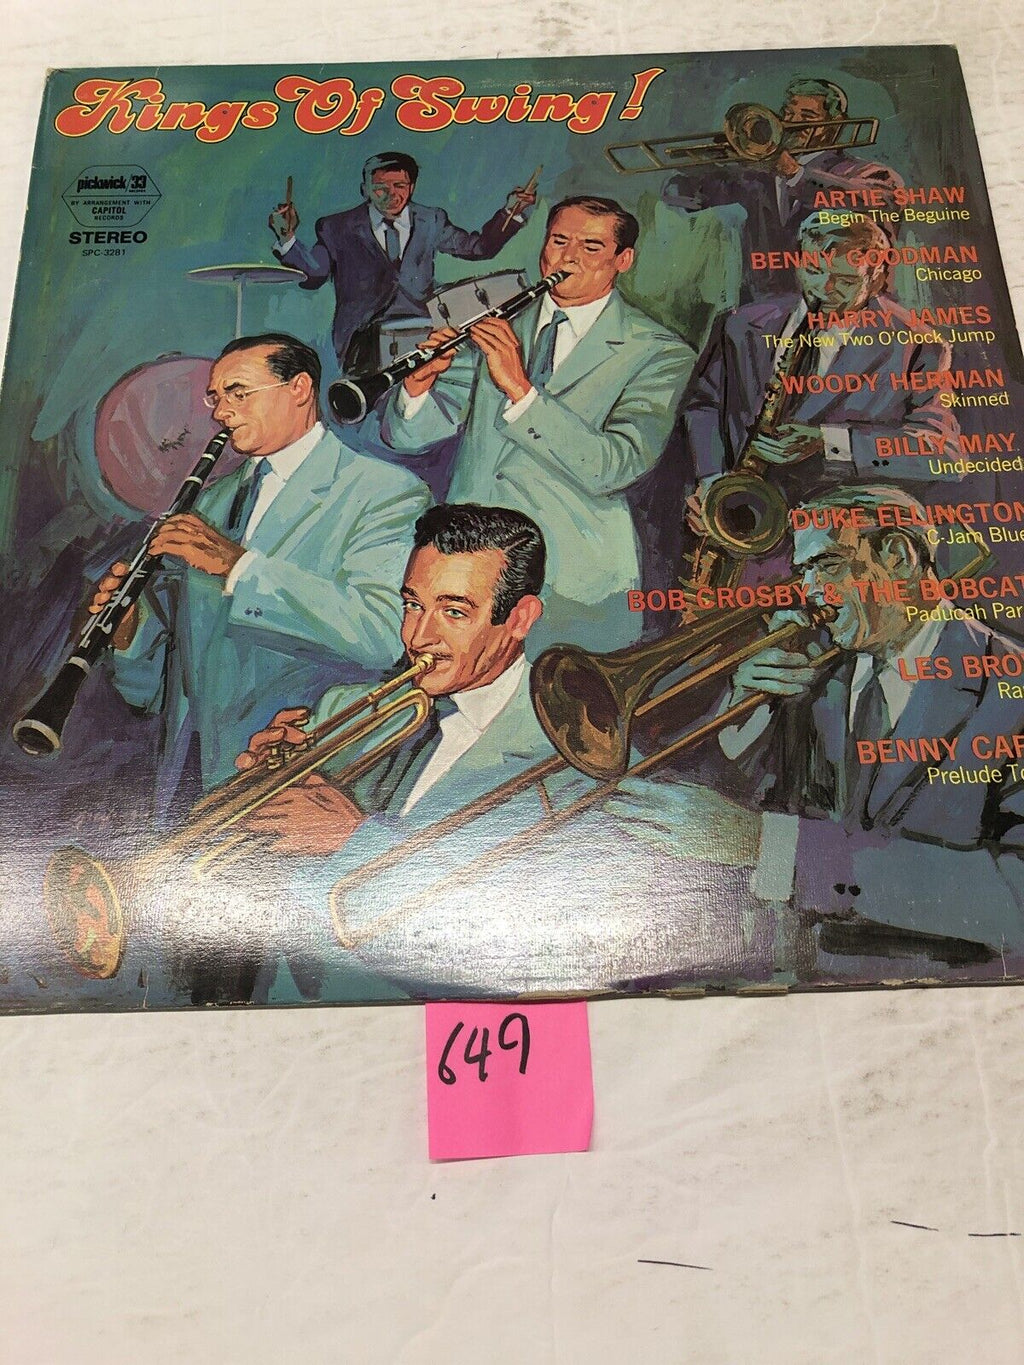 Kings Of Swing!
pickwick/33
RECORDS
BY ARRANGEMENT WITH
CAPITOL
RECORDS
STEREO
SPC-3281
ARTIE SHAW
Begin The Beguine
BENNY GOODMAN
Chicago
HARRY JAMES
The New Two O'Clock Jump
WOODY HERMAN
Skinned
BILLY MAY
Undecided
DUKE ELLINGTON
C-Jam Blue
BOB CROSBY & THE BOBCAT
Paducah Par
LES BRO
Ra
BENNY CAR
Prelude To
649